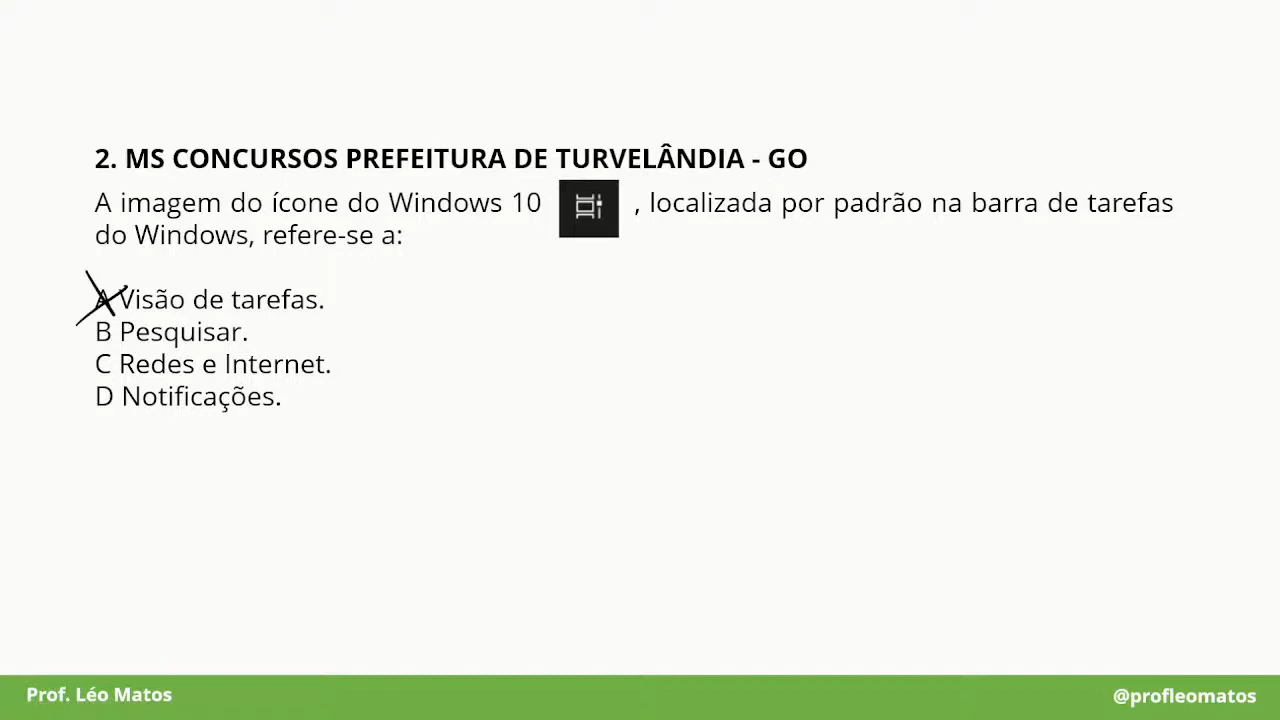 2. MS CONCURSOS PREFEITURA DE TURVELÂNDIA - GO
A imagem do ícone do Windows 10 , localizada por padrão na barra de tarefas
do Windows, refere-se a:
A Visão de tarefas.
B Pesquisar.
C Redes e Internet.
D Notificações.
Prof. Léo Matos
@profleomatos